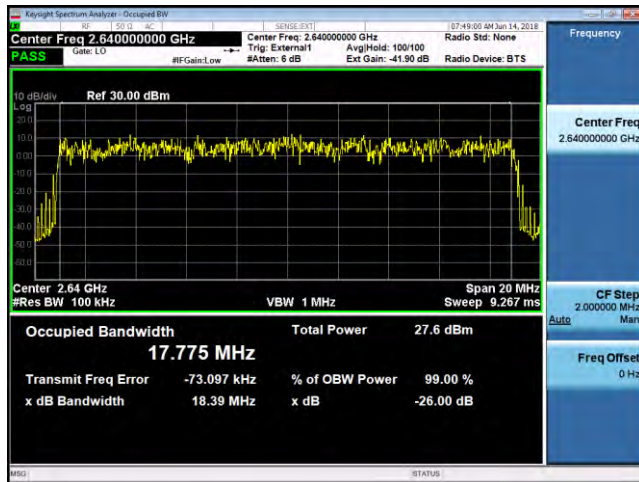 Keysight Spectrum Analyzer - Occupied BW
RF 50 Ω AC SENSE:EXT 07:49:00 AM Jun 14, 2018
Center Freq 2.640000000 GHz Center Freq: 2.640000000 GHz Radio Std: None Frequency
Gate: LO Trig: External1 Avg|Hold: 100/100
PASS #IFGain:Low #Atten: 6 dB Ext Gain: -41.90 dB Radio Device: BTS
10 dB/div Ref 30.00 dBm
Log
20.0
10.0
0.00
-10.0
-20.0
-30.0
-40.0
-50.0
-60.0
Center Freq
2.640000000 GHz
Center 2.64 GHz Span 20 MHz
#Res BW 100 kHz VBW 1 MHz Sweep 9.267 ms
CF Step
2.000000 MHz
Auto Man
Occupied Bandwidth Total Power 27.6 dBm
17.775 MHz
Freq Offset
0 Hz
Transmit Freq Error -73.097 kHz % of OBW Power 99.00 %
x dB Bandwidth 18.39 MHz x dB -26.00 dB
MSG STATUS